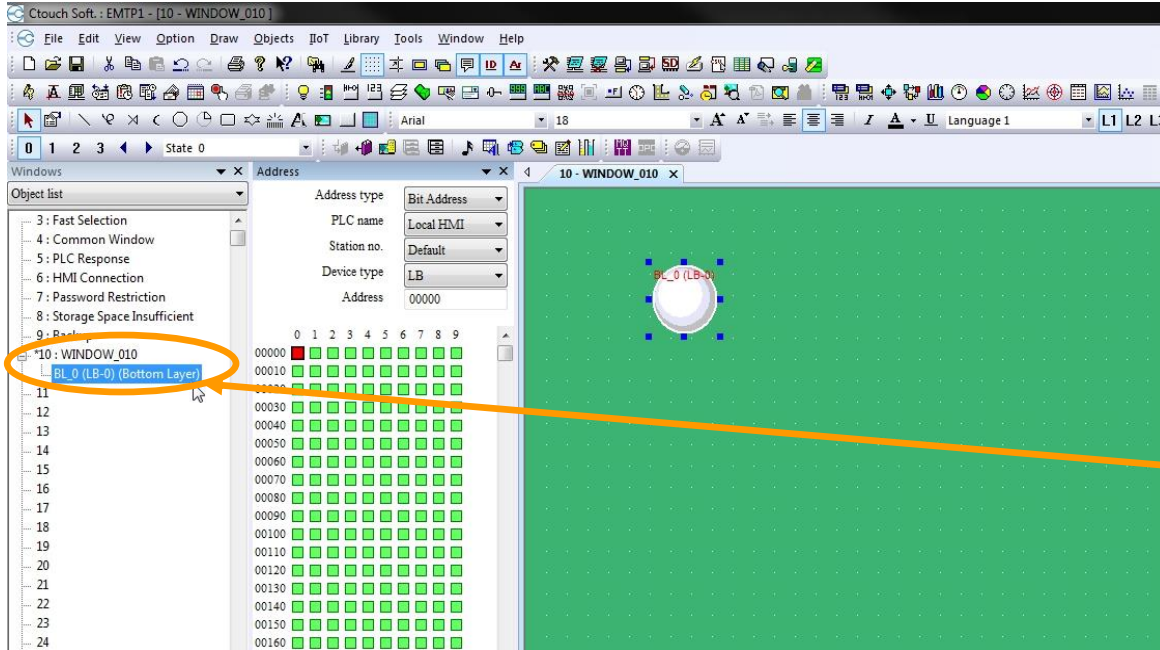 Ctouch Soft. : EMTP1 - [10 - WINDOW_010 ]
File Edit View Option Draw Objects IIoT Library Tools Window Help
Arial 18 Language 1 L1 L2 L
0 1 2 3 State 0
Windows
Object list
3 : Fast Selection
4 : Common Window
5 : PLC Response
6 : HMI Connection
7 : Password Restriction
8 : Storage Space Insufficient
9 : Backup
*10 : WINDOW_010
BL_0 (LB-0) (Bottom Layer)
11
12
13
14
15
16
17
18
19
20
21
22
23
24
Address
Address type Bit Address
PLC name Local HMI
Station no. Default
Device type LB
Address 00000
0 1 2 3 4 5 6 7 8 9
00000
00010
00020
00030
00040
00050
00060
00070
00080
00090
00100
00110
00120
00130
00140
00150
00160
10 - WINDOW_010
BL_0 (LB-0)